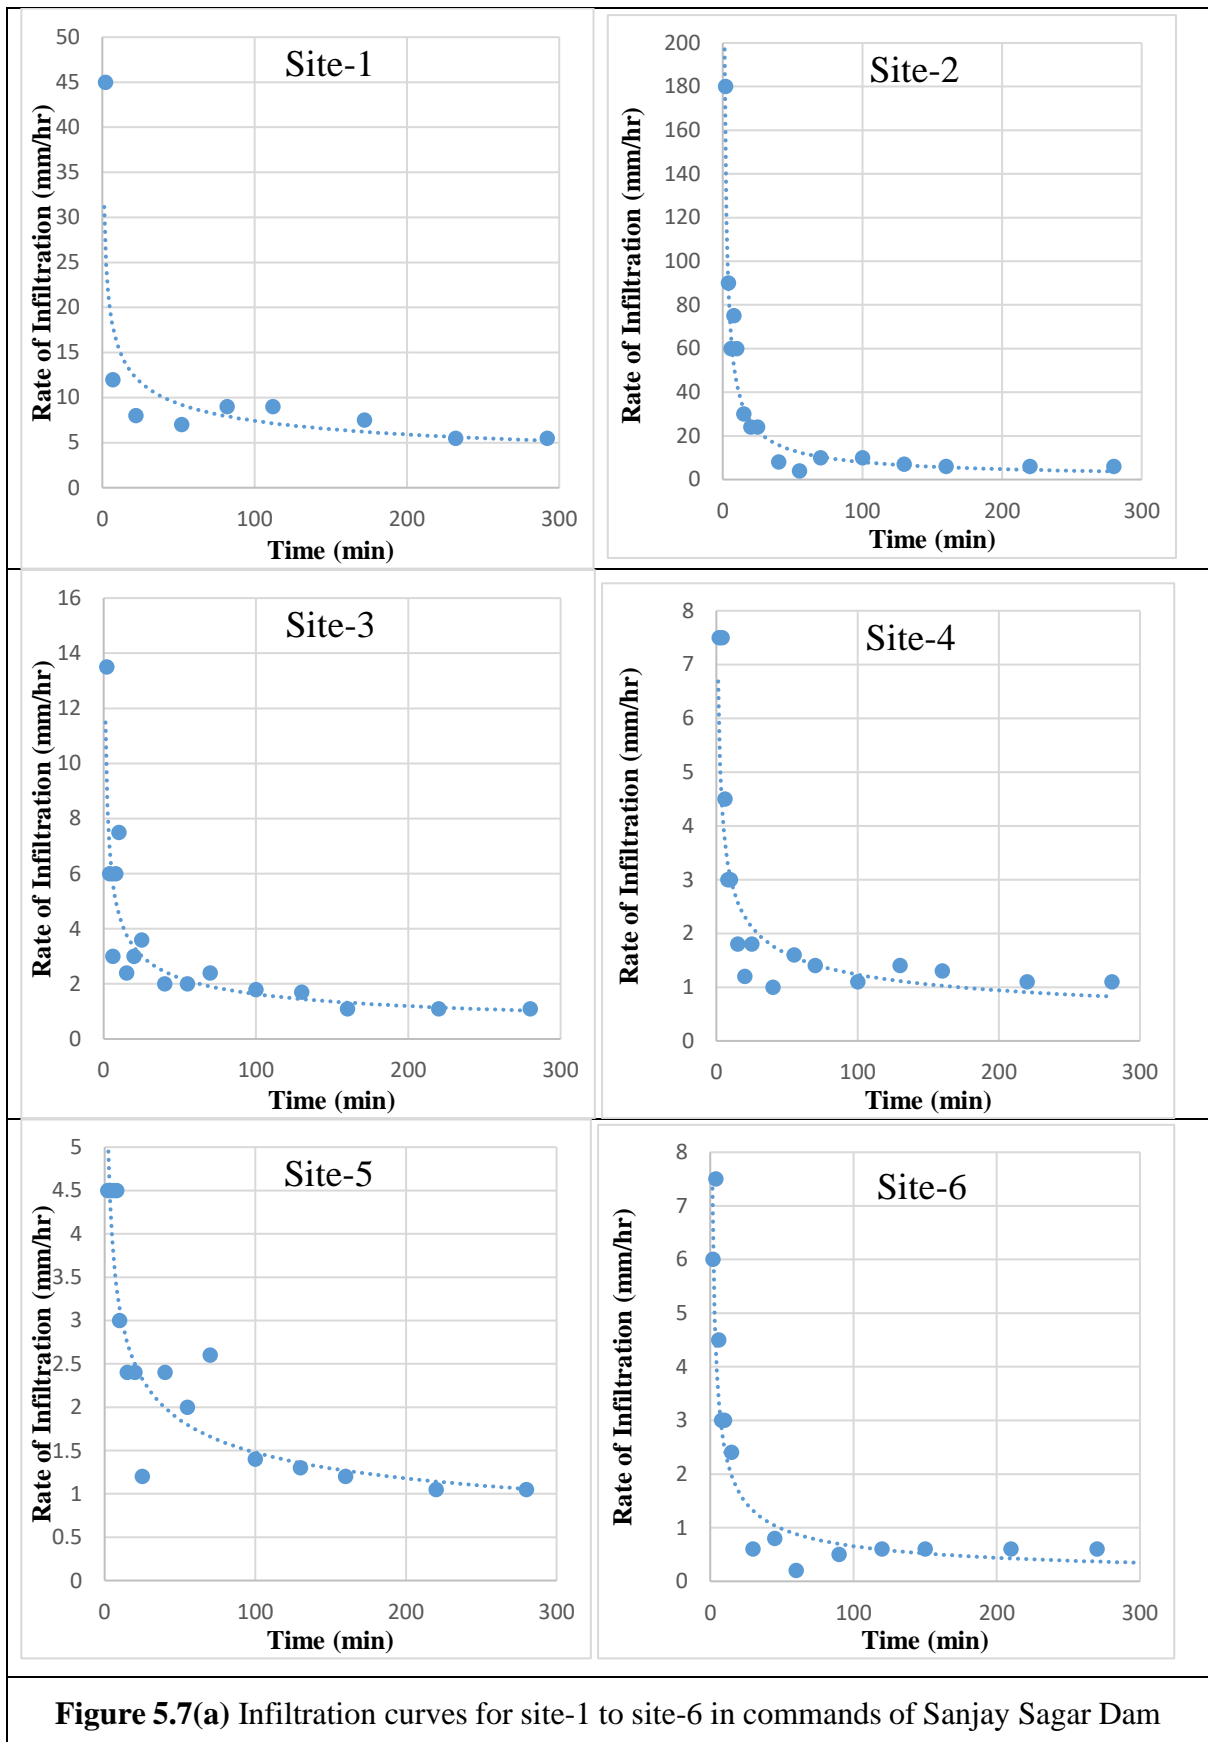 Site-1
Rate of Infiltration (mm/hr)
50
45
40
35
30
25
20
15
10
5
0
0 100 200 300
Time (min)
Site-2
Rate of Infiltration (mm/hr)
200
180
160
140
120
100
80
60
40
20
0
0 100 200 300
Time (min)
Site-3
Rate of Infiltration (mm/hr)
16
14
12
10
8
6
4
2
0
0 100 200 300
Time (min)
Site-4
Rate of Infiltration (mm/hr)
8
7
6
5
4
3
2
1
0
0 100 200 300
Time (min)
Site-5
Rate of Infiltration (mm/hr)
5
4.5
4
3.5
3
2.5
2
1.5
1
0.5
0
0 100 200 300
Time (min)
Site-6
Rate of Infiltration (mm/hr)
8
7
6
5
4
3
2
1
0
0 100 200 300
Time (min)
Figure 5.7(a) Infiltration curves for site-1 to site-6 in commands of Sanjay Sagar Dam